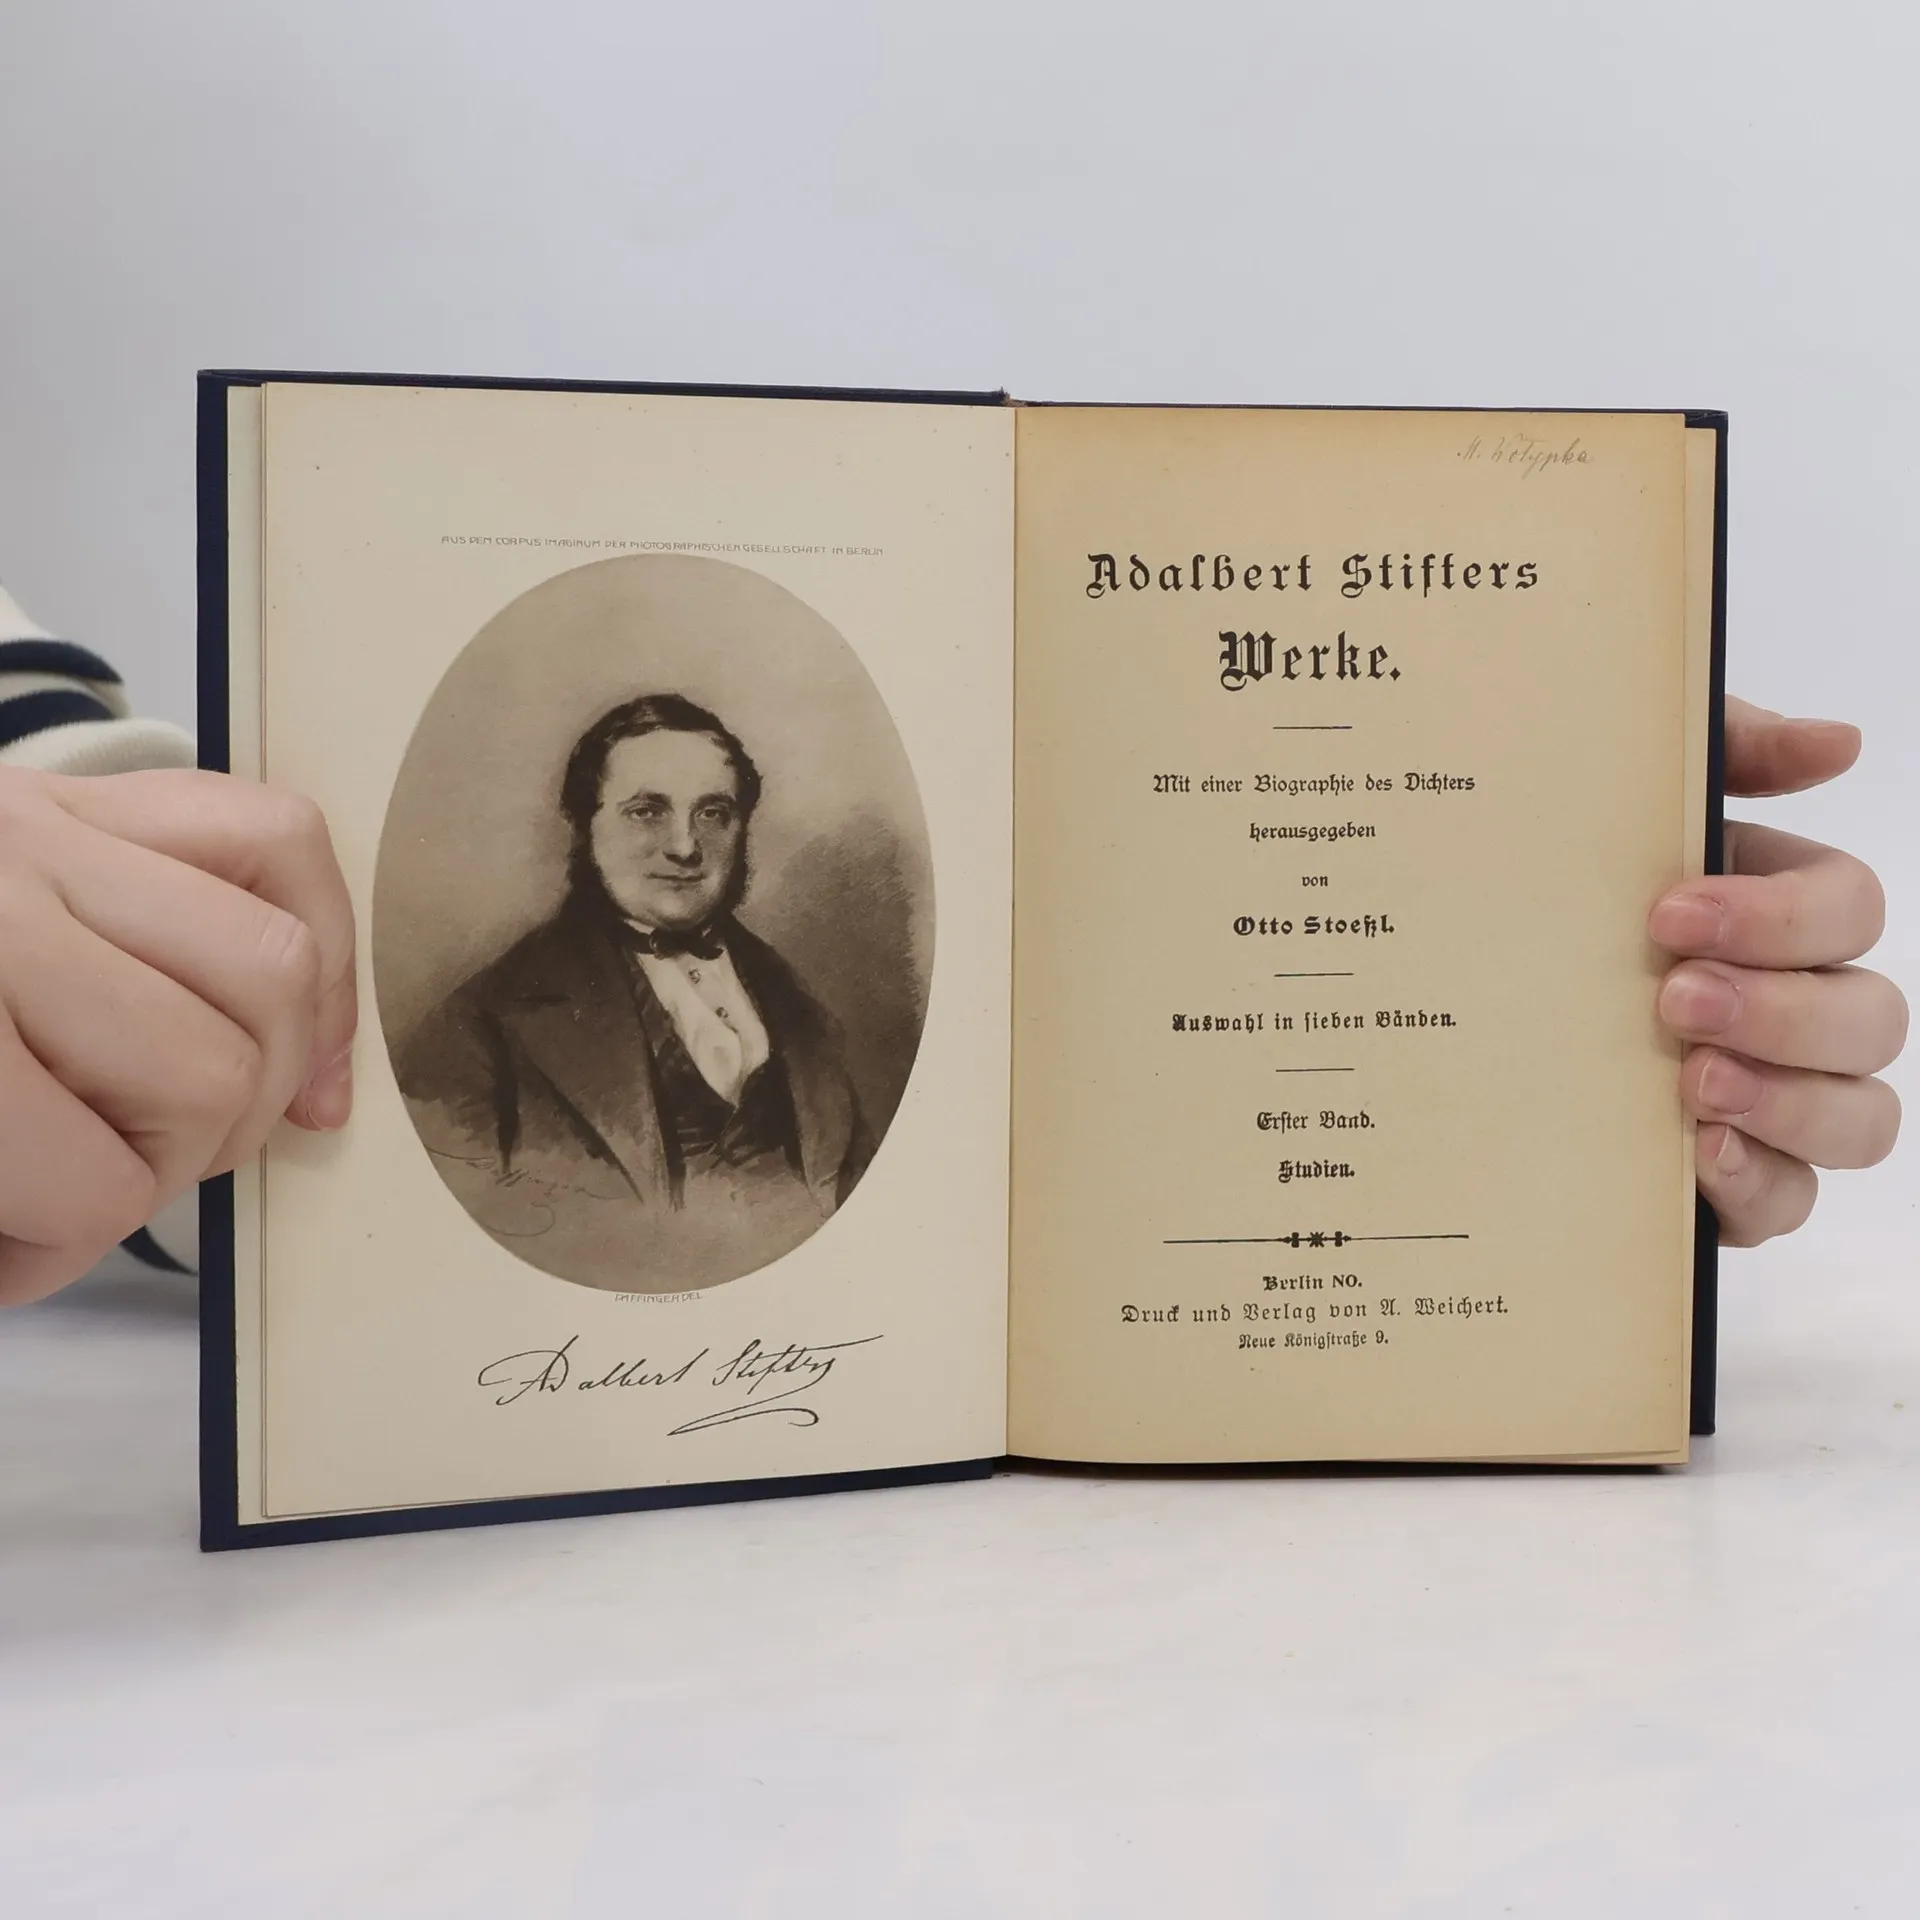 AUS DEM CORPUS IMAGINUM DER PHOTOGRAPHISCHEN GESELLSCHAFT IN BERLIN
DAFFINGER DEL
Adalbert Stifter
Adalbert Stifters
Werke.
Mit einer Biographie des Dichters
herausgegeben
von
Otto Stoeßl.
Auswahl in sieben Bänden.
Erster Band.
Studien.
Berlin NO.
Druck und Verlag von A. Weichert.
Neue Königstraße 9.